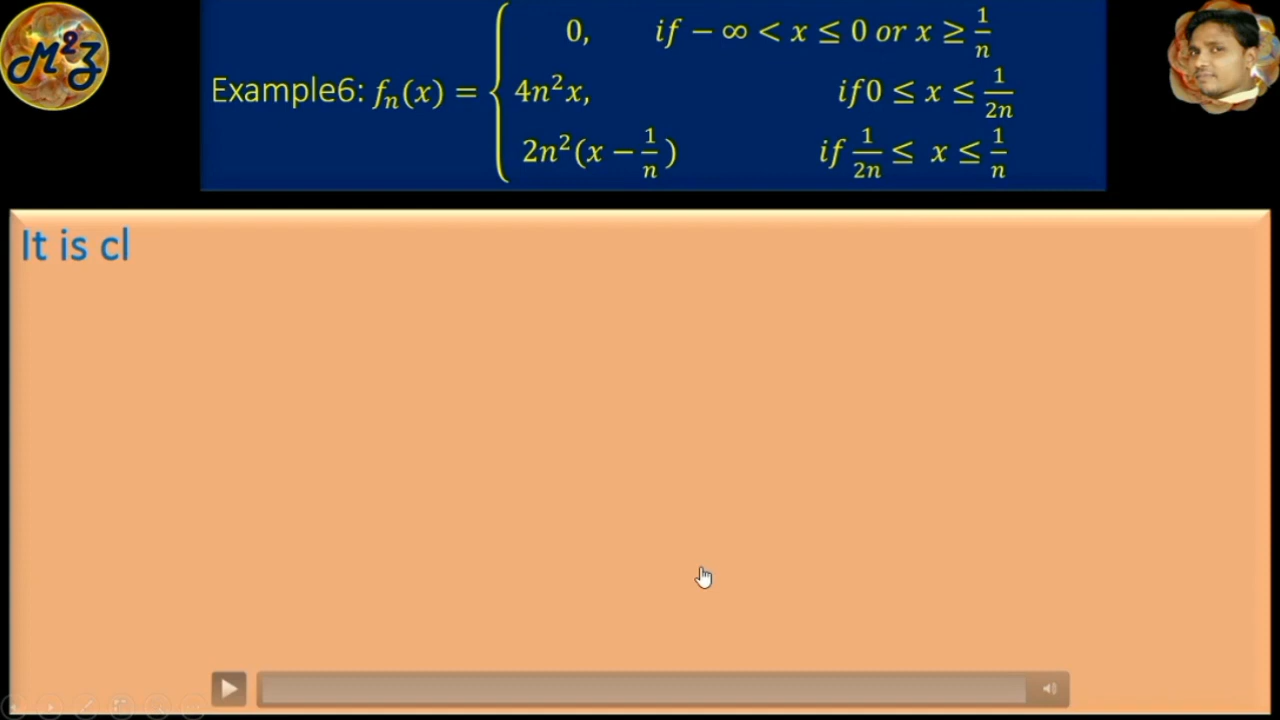 M²Z
Example6: fₙ(x) = { 0, if − ∞ < x ≤ 0 or x ≥ 1/n
4n²x, if 0 ≤ x ≤ 1/2n
2n²(x − 1/n) if 1/2n ≤ x ≤ 1/n
It is cl